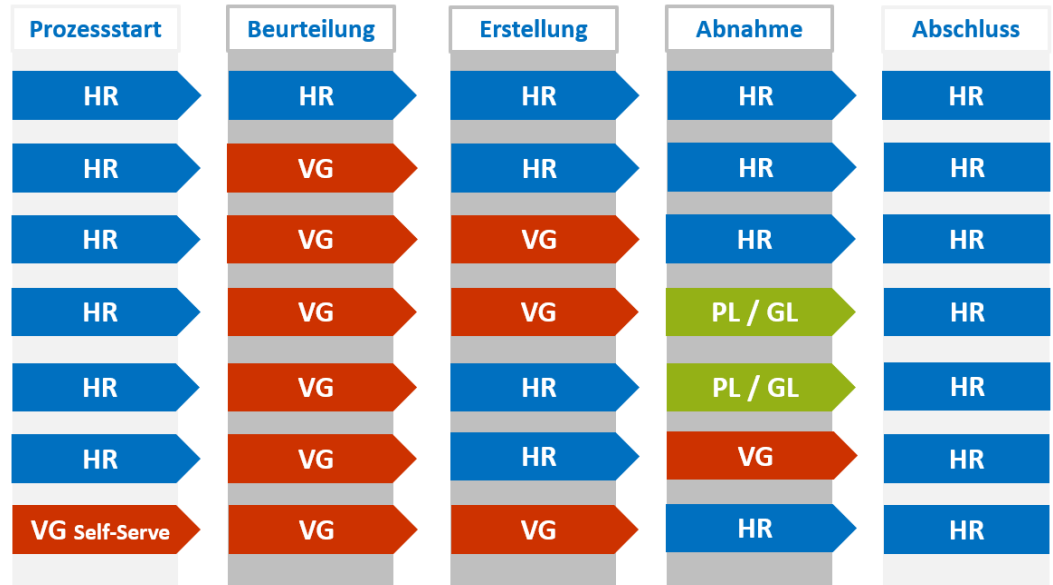 Prozessstart Beurteilung Erstellung Abnahme Abschluss
HR HR HR HR HR
HR VG HR HR HR
HR VG VG HR HR
HR VG VG PL / GL HR
HR VG HR PL / GL HR
HR VG HR VG HR
VG Self-Serve VG VG HR HR